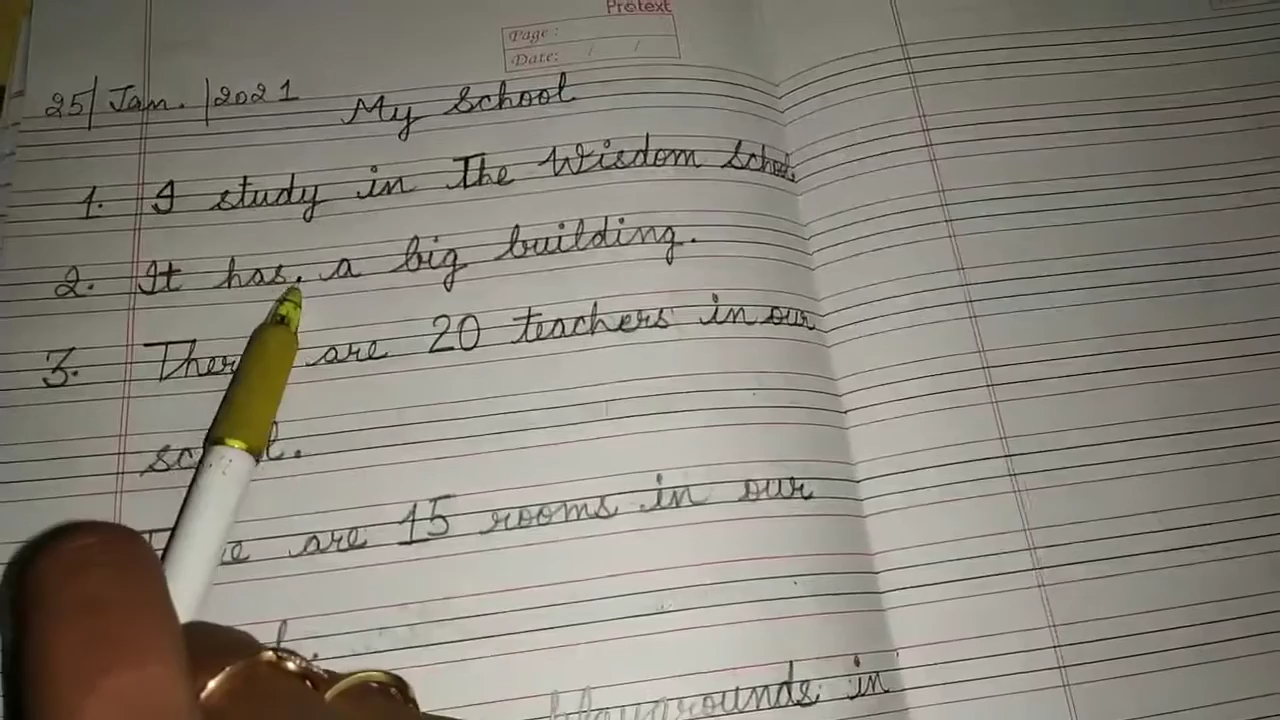 Protext
Page :
Date: / /
25/ Jan. /2021
My School
1. I study in The Wisdom School.
2. It has a big building.
3. There are 20 teachers in our
school.
are 15 rooms in our
playgrounds in